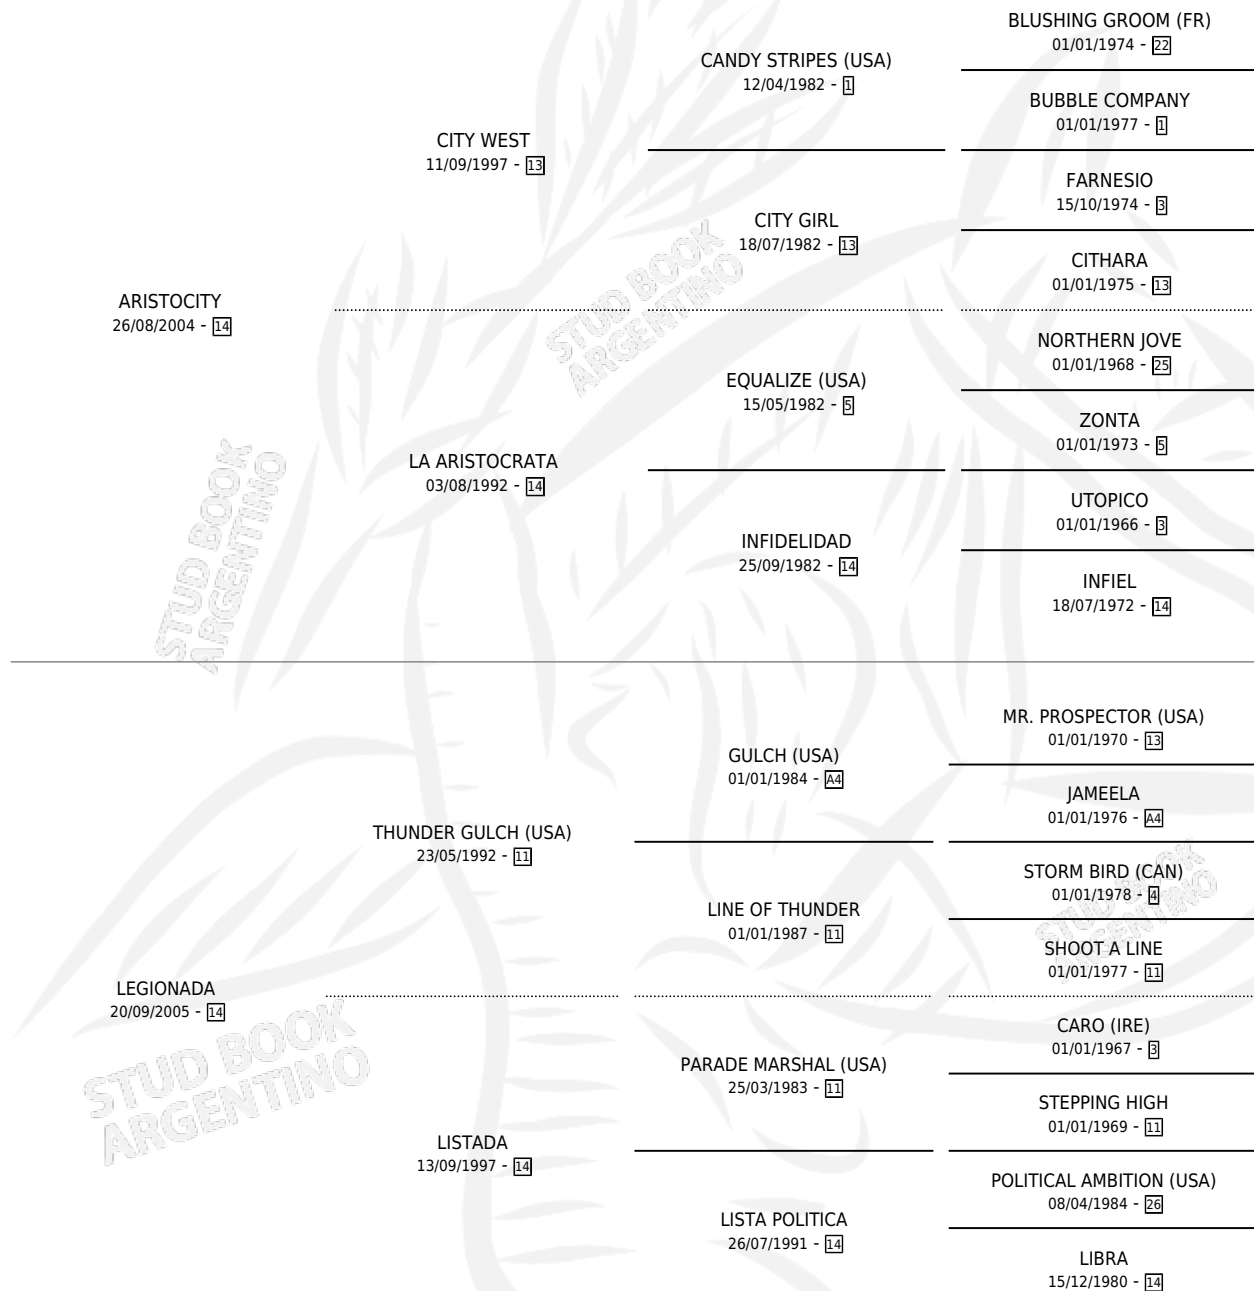 BLUSHING GROOM (FR)
01/01/1974 - 22
CANDY STRIPES (USA)
12/04/1982 - 1
BUBBLE COMPANY
01/01/1977 - 1
CITY WEST
11/09/1997 - 13
FARNESIO
15/10/1974 - 3
CITY GIRL
18/07/1982 - 13
CITHARA
01/01/1975 - 13
ARISTOCITY
26/08/2004 - 14
STUD BOOK
ARGENTINO
NORTHERN JOVE
01/01/1968 - 25
EQUALIZE (USA)
15/05/1982 - 5
ZONTA
01/01/1973 - 5
LA ARISTOCRATA
03/08/1992 - 14
UTOPICO
01/01/1966 - 3
INFIDELIDAD
25/09/1982 - 14
INFIEL
18/07/1972 - 14
STUD BOOK
ARGENTINO
MR. PROSPECTOR (USA)
01/01/1970 - 13
GULCH (USA)
01/01/1984 - A4
JAMEELA
01/01/1976 - A4
THUNDER GULCH (USA)
23/05/1992 - 11
STORM BIRD (CAN)
01/01/1978 - 4
LINE OF THUNDER
01/01/1987 - 11
STUD BOOK
ARGENTINO
SHOOT A LINE
01/01/1977 - 11
LEGIONADA
20/09/2005 - 14
CARO (IRE)
01/01/1967 - 3
PARADE MARSHAL (USA)
25/03/1983 - 11
STUD BOOK
ARGENTINO
STEPPING HIGH
01/01/1969 - 11
LISTADA
13/09/1997 - 14
POLITICAL AMBITION (USA)
08/04/1984 - 26
LISTA POLITICA
26/07/1991 - 14
LIBRA
15/12/1980 - 14